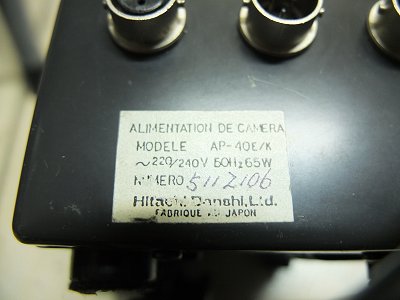 ALIMENTATION DE CAMERA
MODELE AP-40E/K
~220/240V 50Hz 65W
NUMERO 5112106
Hitachi Denshi, Ltd.
FABRIQUE AU JAPON